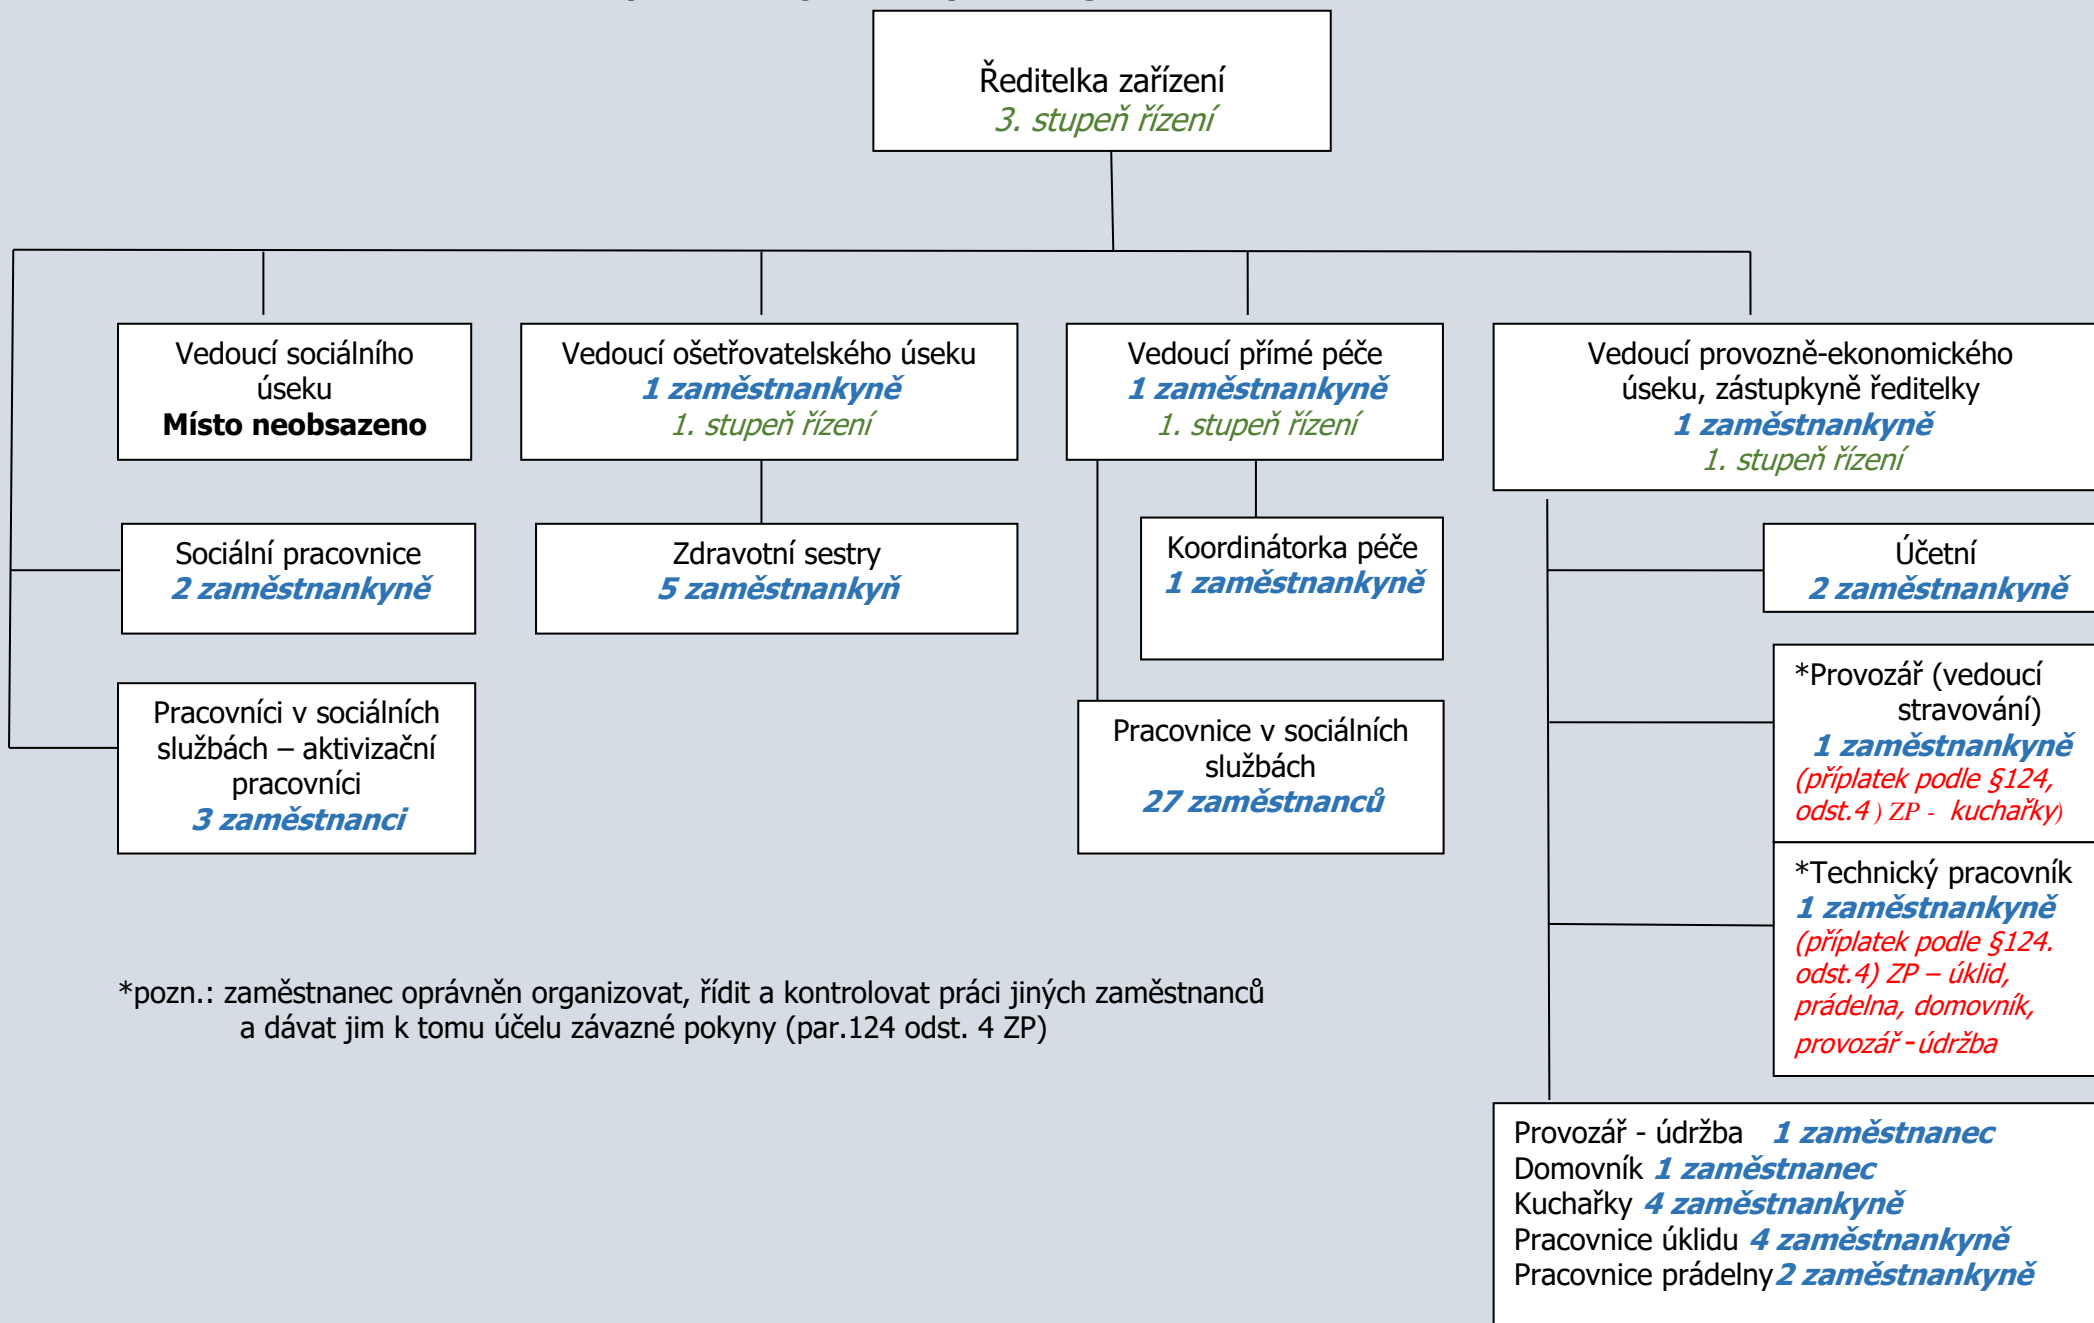 Ředitelka zařízení
3. stupeň řízení
Vedoucí sociálního
úseku
Místo neobsazeno
Vedoucí ošetřovatelského úseku
1 zaměstnankyně
1. stupeň řízení
Vedoucí přímé péče
1 zaměstnankyně
1. stupeň řízení
Vedoucí provozně-ekonomického
úseku, zástupkyně ředitelky
1 zaměstnankyně
1. stupeň řízení
Sociální pracovnice
2 zaměstnankyně
Zdravotní sestry
5 zaměstnankyň
Koordinátorka péče
1 zaměstnankyně
Účetní
2 zaměstnankyně
Pracovníci v sociálních
službách – aktivizační
pracovníci
3 zaměstnanci
Pracovnice v sociálních
službách
27 zaměstnanců
*Provozář (vedoucí
stravování)
1 zaměstnankyně
(příplatek podle §124,
odst.4 ) ZP - kuchařky)
*Technický pracovník
1 zaměstnankyně
(příplatek podle §124.
odst.4) ZP – úklid,
prádelna, domovník,
provozář - údržba
*pozn.: zaměstnanec oprávněn organizovat, řídit a kontrolovat práci jiných zaměstnanců
a dávat jim k tomu účelu závazné pokyny (par.124 odst. 4 ZP)
Provozář - údržba 1 zaměstnanec
Domovník 1 zaměstnanec
Kuchařky 4 zaměstnankyně
Pracovnice úklidu 4 zaměstnankyně
Pracovnice prádelny 2 zaměstnankyně